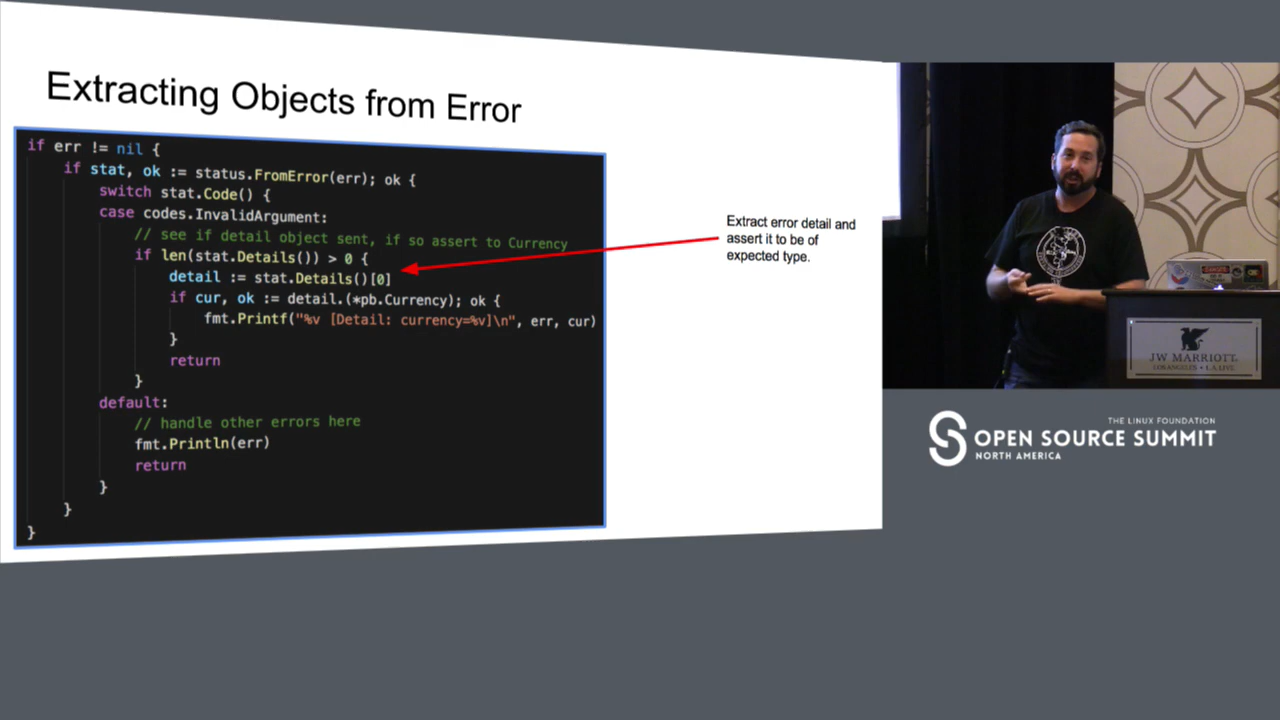 Extracting Objects from Error
if err != nil {
if stat, ok := status.FromError(err); ok {
switch stat.Code() {
case codes.InvalidArgument:
// see if detail object sent, if so assert to Currency
if len(stat.Details()) > 0 {
detail := stat.Details()[0]
if cur, ok := detail.(*pb.Currency); ok {
fmt.Printf("%v [Detail: currency=%v]\n", err, cur)
}
return
}
default:
// handle other errors here
fmt.Println(err)
return
}
}
}
Extract error detail and
assert it to be of
expected type.
JW MARRIOTT
LOS ANGELES • L.A. LIVE
THE LINUX FOUNDATION
OPEN SOURCE SUMMIT
NORTH AMERICA